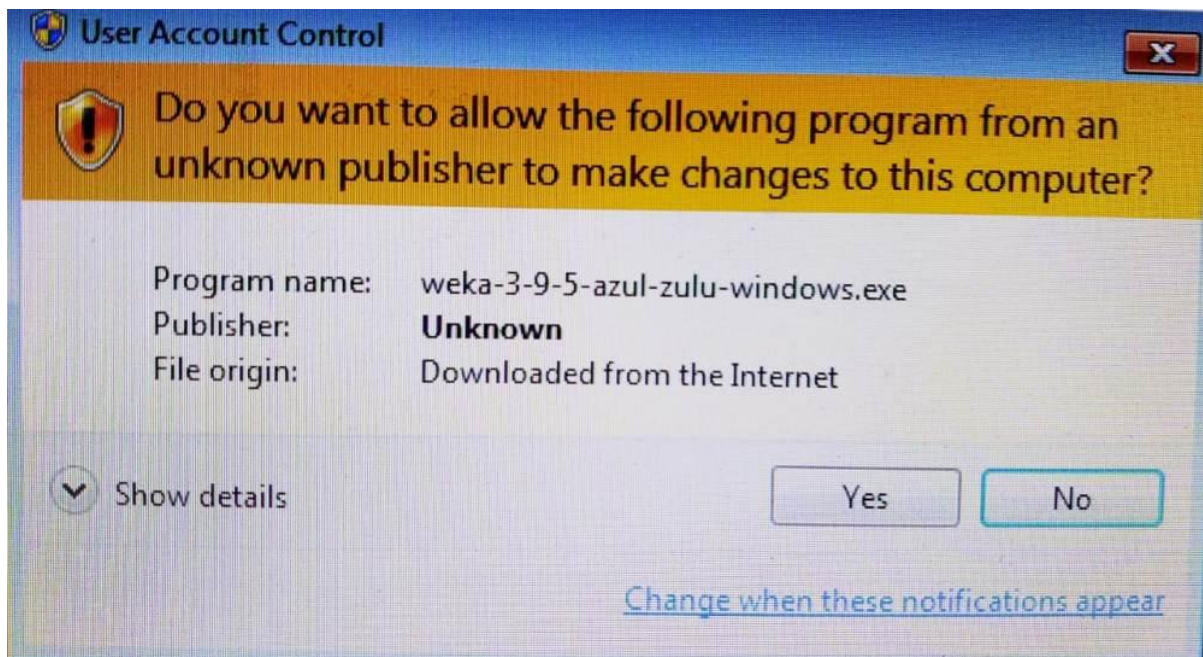 User Account Control
Do you want to allow the following program from an
unknown publisher to make changes to this computer?
Program name: weka-3-9-5-azul-zulu-windows.exe
Publisher: Unknown
File origin: Downloaded from the Internet
Show details Yes No
Change when these notifications appear